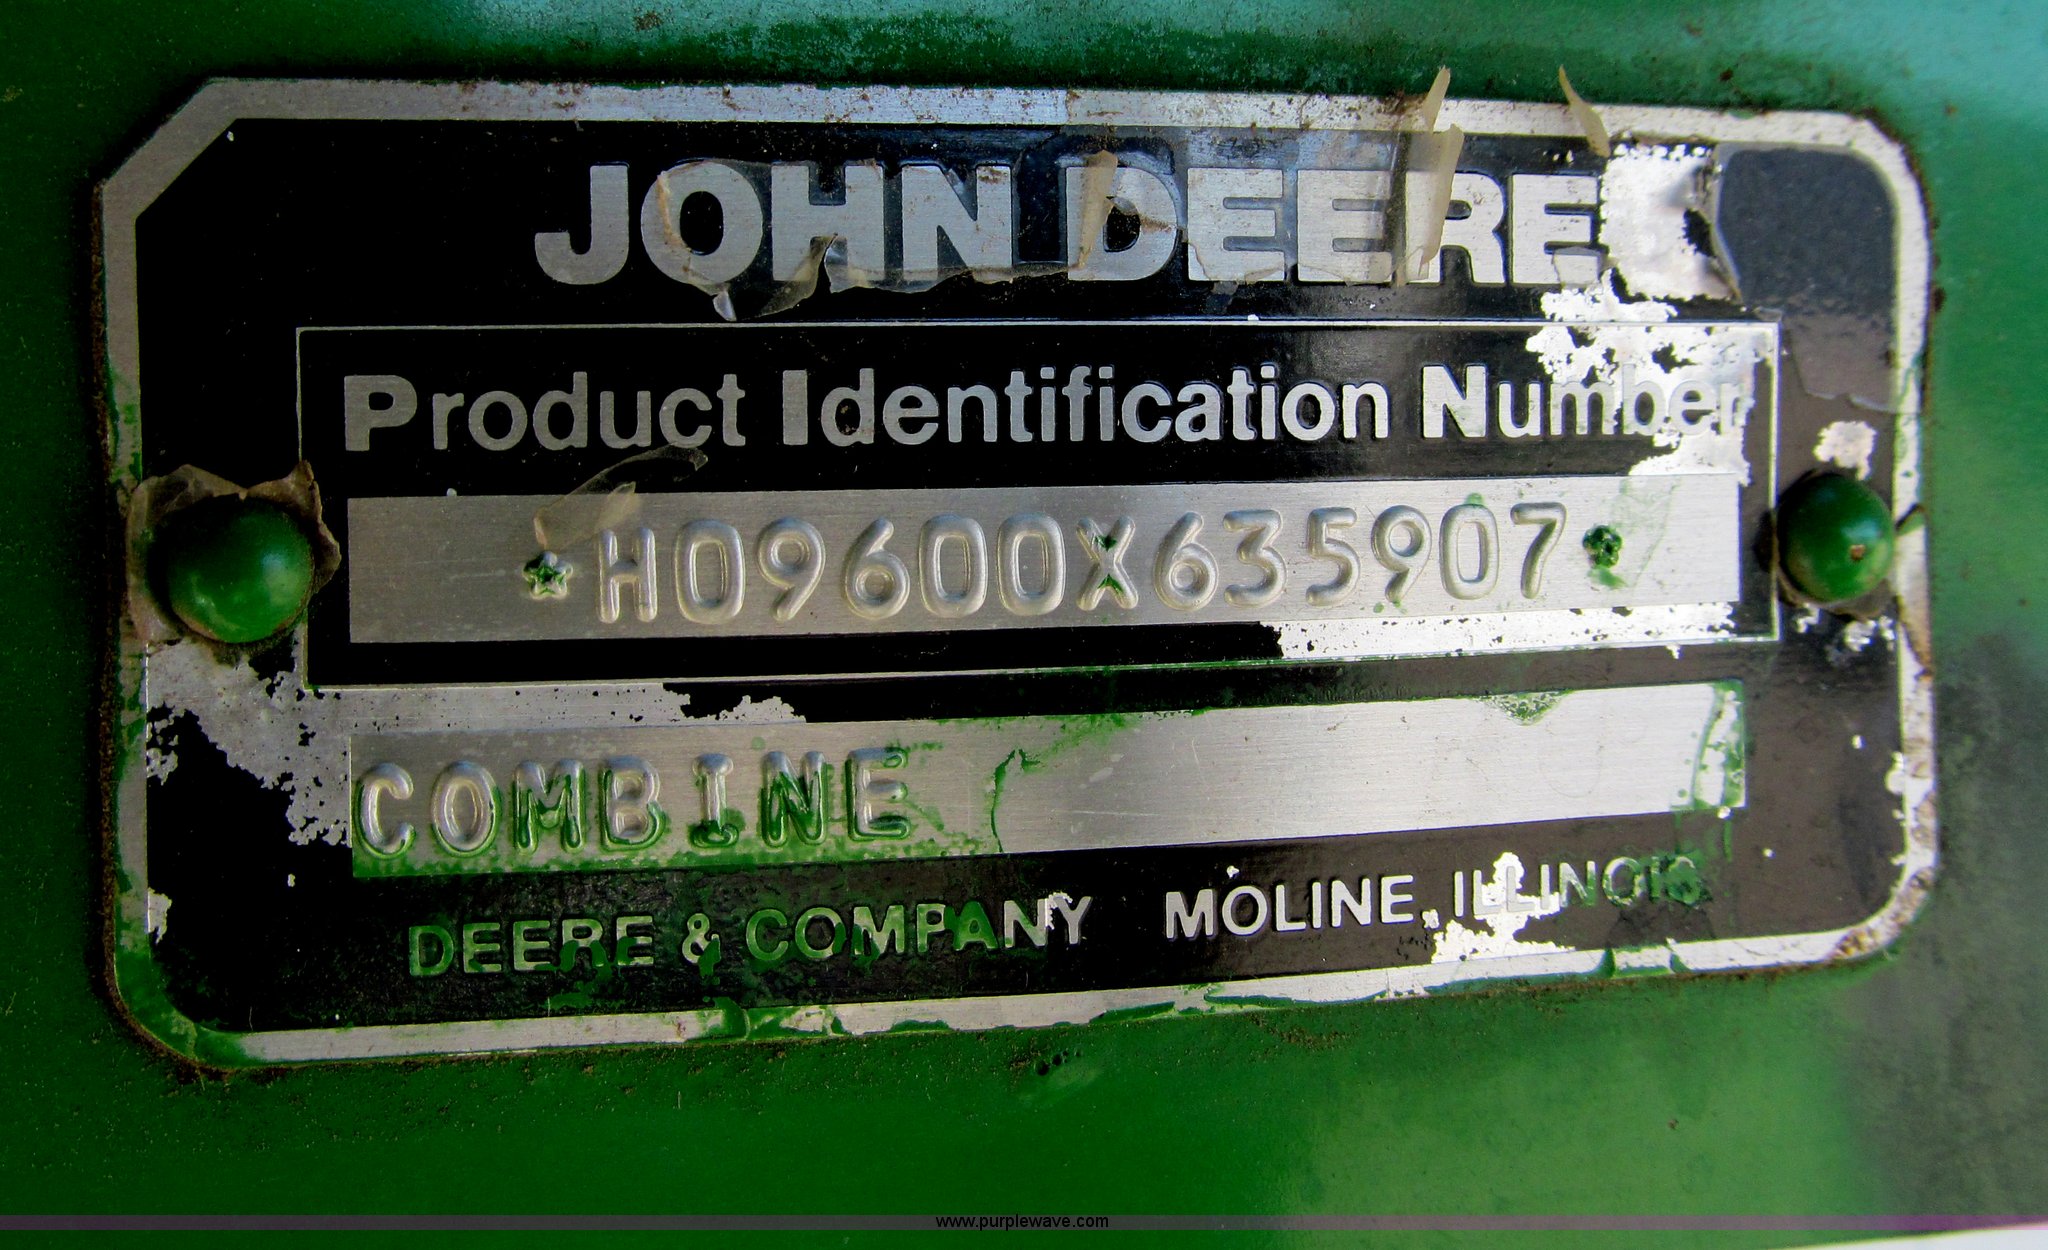 JOHN DEERE
Product Identification Number
*H09600X635907*
COMBINE
DEERE & COMPANY MOLINE, ILLINOIS
www.purplewave.com